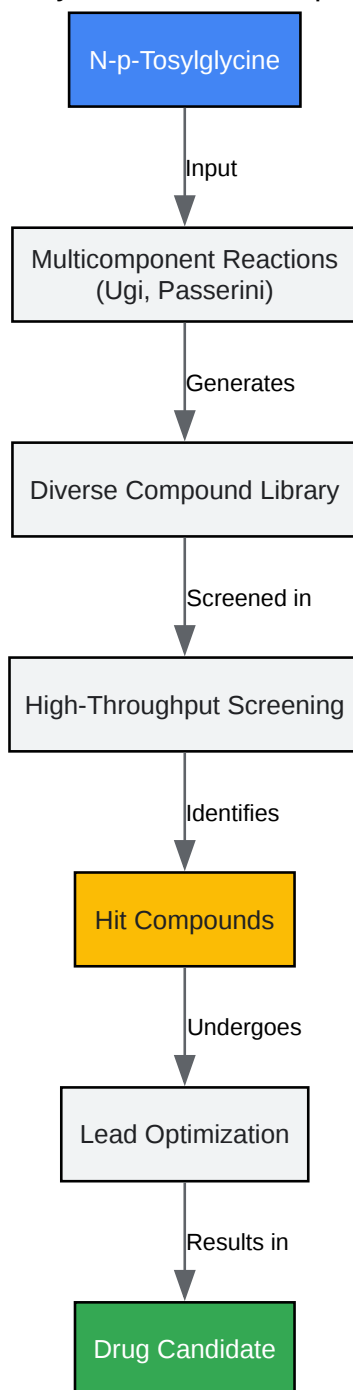 N-p-Tosylglycine
Input
Multicomponent Reactions
(Ugi, Passerini)
Generates
Diverse Compound Library
Screened in
High-Throughput Screening
Identifies
Hit Compounds
Undergoes
Lead Optimization
Results in
Drug Candidate